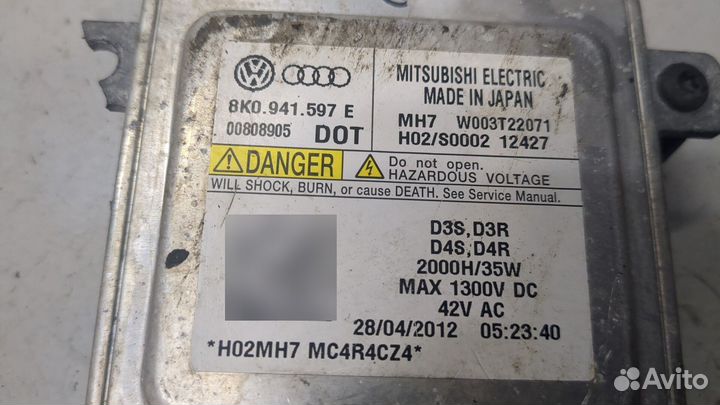 8K0.941.597 E
00808905 DOT
MITSUBISHI ELECTRIC
MADE IN JAPAN
MH7 W003T22071
H02/S0002 12427
DANGER
Do not open.
HAZARDOUS VOLTAGE
WILL SHOCK, BURN, or cause DEATH. See Service Manual.
D3S,D3R
D4S,D4R
2000H/35W
MAX 1300V DC
42V AC
28/04/2012 05:23:40
*H02MH7 MC4R4CZ4*
Avito